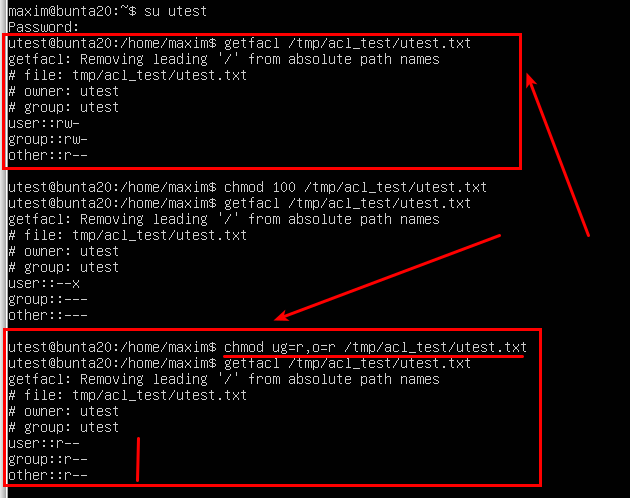 maxim@bunta20:~$ su utest
Password:
utest@bunta20:/home/maxim$ getfacl /tmp/acl_test/utest.txt
getfacl: Removing leading '/' from absolute path names
# file: tmp/acl_test/utest.txt
# owner: utest
# group: utest
user::rw-
group::rw-
other::r--
utest@bunta20:/home/maxim$ chmod 100 /tmp/acl_test/utest.txt
utest@bunta20:/home/maxim$ getfacl /tmp/acl_test/utest.txt
getfacl: Removing leading '/' from absolute path names
# file: tmp/acl_test/utest.txt
# owner: utest
# group: utest
user::--x
group::---
other::---
utest@bunta20:/home/maxim$ chmod ug=r,o=r /tmp/acl_test/utest.txt
utest@bunta20:/home/maxim$ getfacl /tmp/acl_test/utest.txt
getfacl: Removing leading '/' from absolute path names
# file: tmp/acl_test/utest.txt
# owner: utest
# group: utest
user::r--
group::r--
other::r--